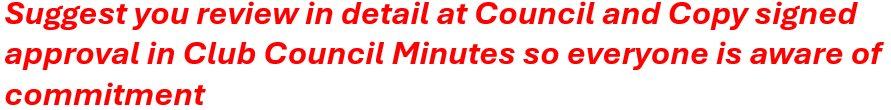 Suggest you review in detail at Council and Copy signed
approval in Club Council Minutes so everyone is aware of
commitment